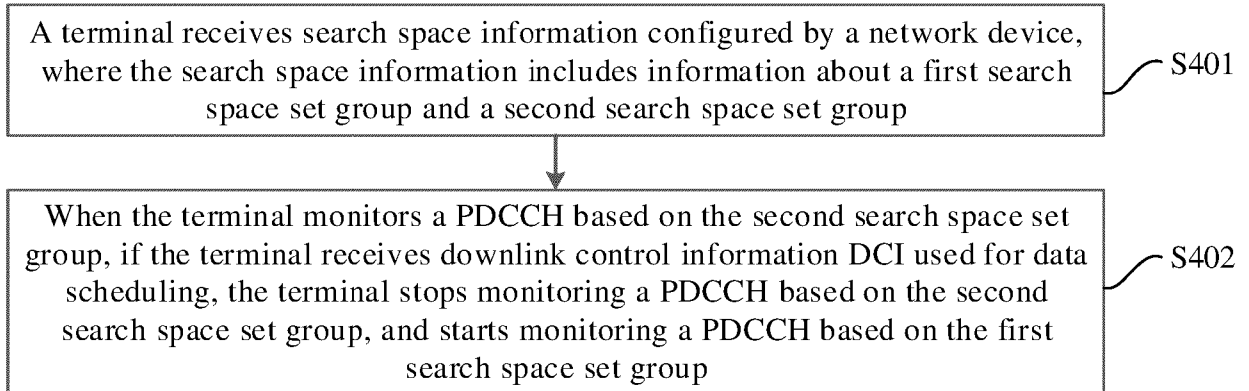 A terminal receives search space information configured by a network device,
where the search space information includes information about a first search
space set group and a second search space set group
S401
When the terminal monitors a PDCCH based on the second search space set
group, if the terminal receives downlink control information DCI used for data
scheduling, the terminal stops monitoring a PDCCH based on the second
search space set group, and starts monitoring a PDCCH based on the first
search space set group
S402